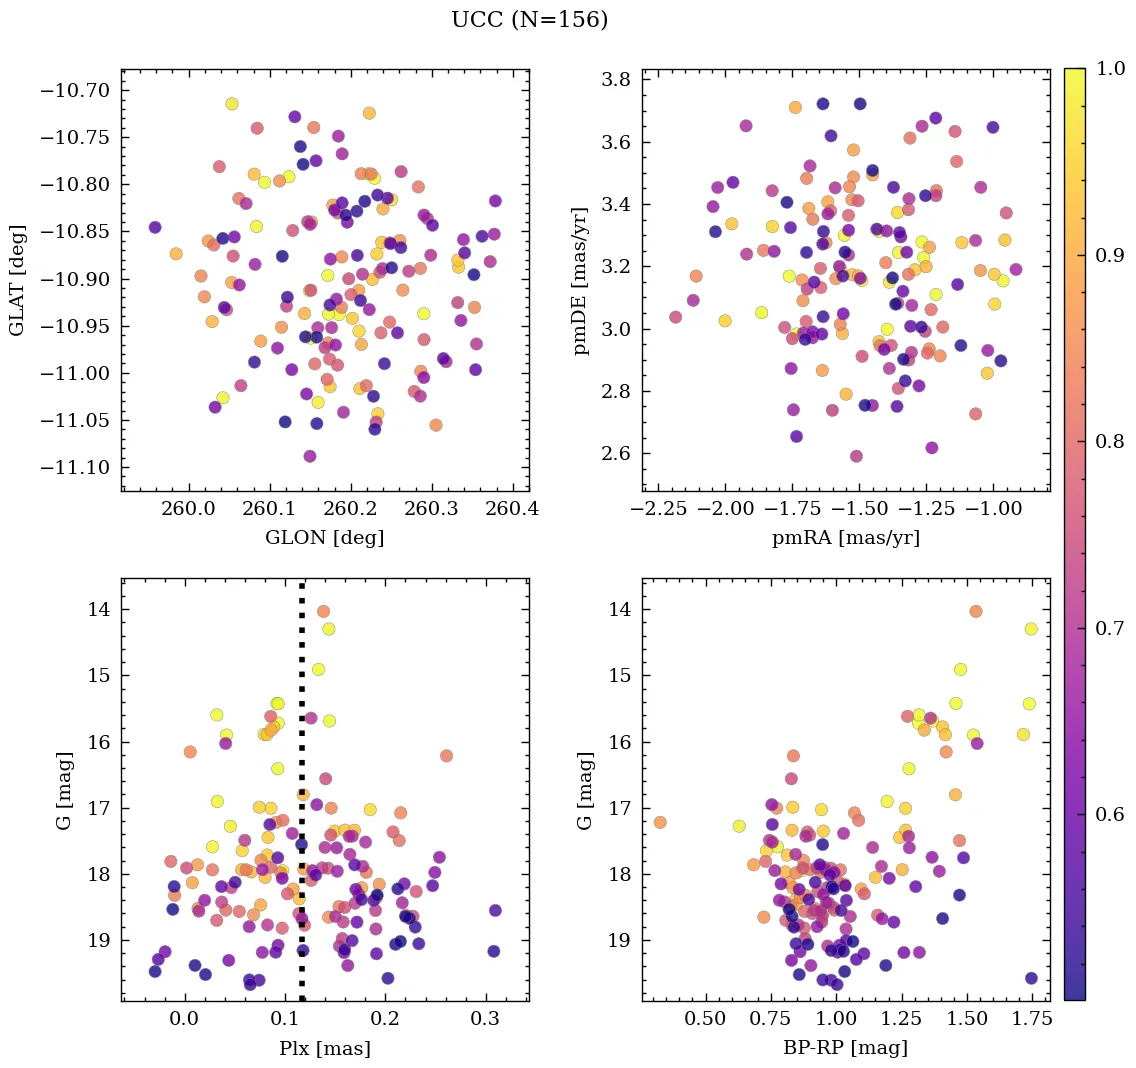 UCC (N=156)
−10.70
−10.75
−10.80
−10.85
−10.90
−10.95
−11.00
−11.05
−11.10
GLAT [deg]
260.0 260.1 260.2 260.3 260.4
GLON [deg]
3.8
3.6
3.4
3.2
3.0
2.8
2.6
pmDE [mas/yr]
−2.25 −2.00 −1.75 −1.50 −1.25 −1.00
pmRA [mas/yr]
1.0
0.9
0.8
0.7
0.6
14
15
16
17
18
19
G [mag]
0.0 0.1 0.2 0.3
Plx [mas]
14
15
16
17
18
19
G [mag]
0.50 0.75 1.00 1.25 1.50 1.75
BP-RP [mag]